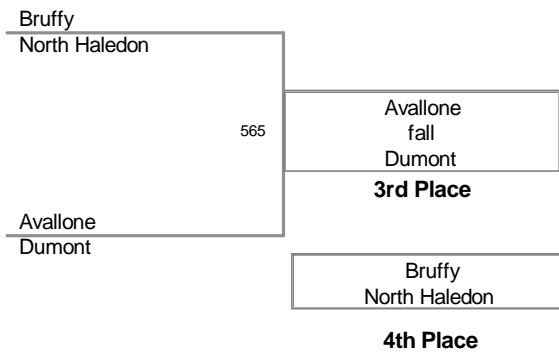 Bruffy
North Haledon
565
Avallone
fall
Dumont
3rd Place
Avallone
Dumont
Bruffy
North Haledon
4th Place